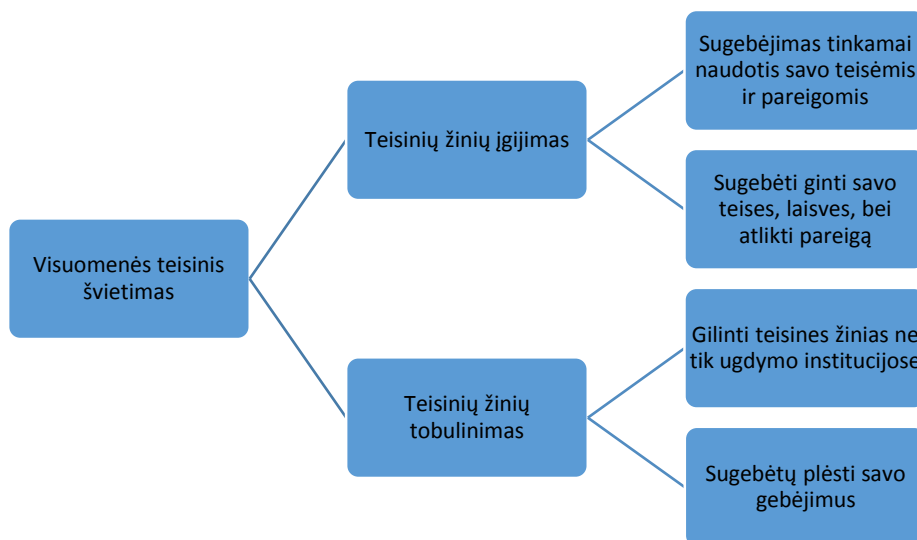 Visuomenės teisinis
švietimas
Teisinių žinių įgijimas
Sugebėjimas tinkamai
naudotis savo teisėmis
ir pareigomis
Sugebėti ginti savo
teises, laisves, bei
atlikti pareigą
Teisinių žinių
tobulinimas
Gilinti teisines žinias ne
tik ugdymo institucijose
Sugebėtų plėsti savo
gebėjimus